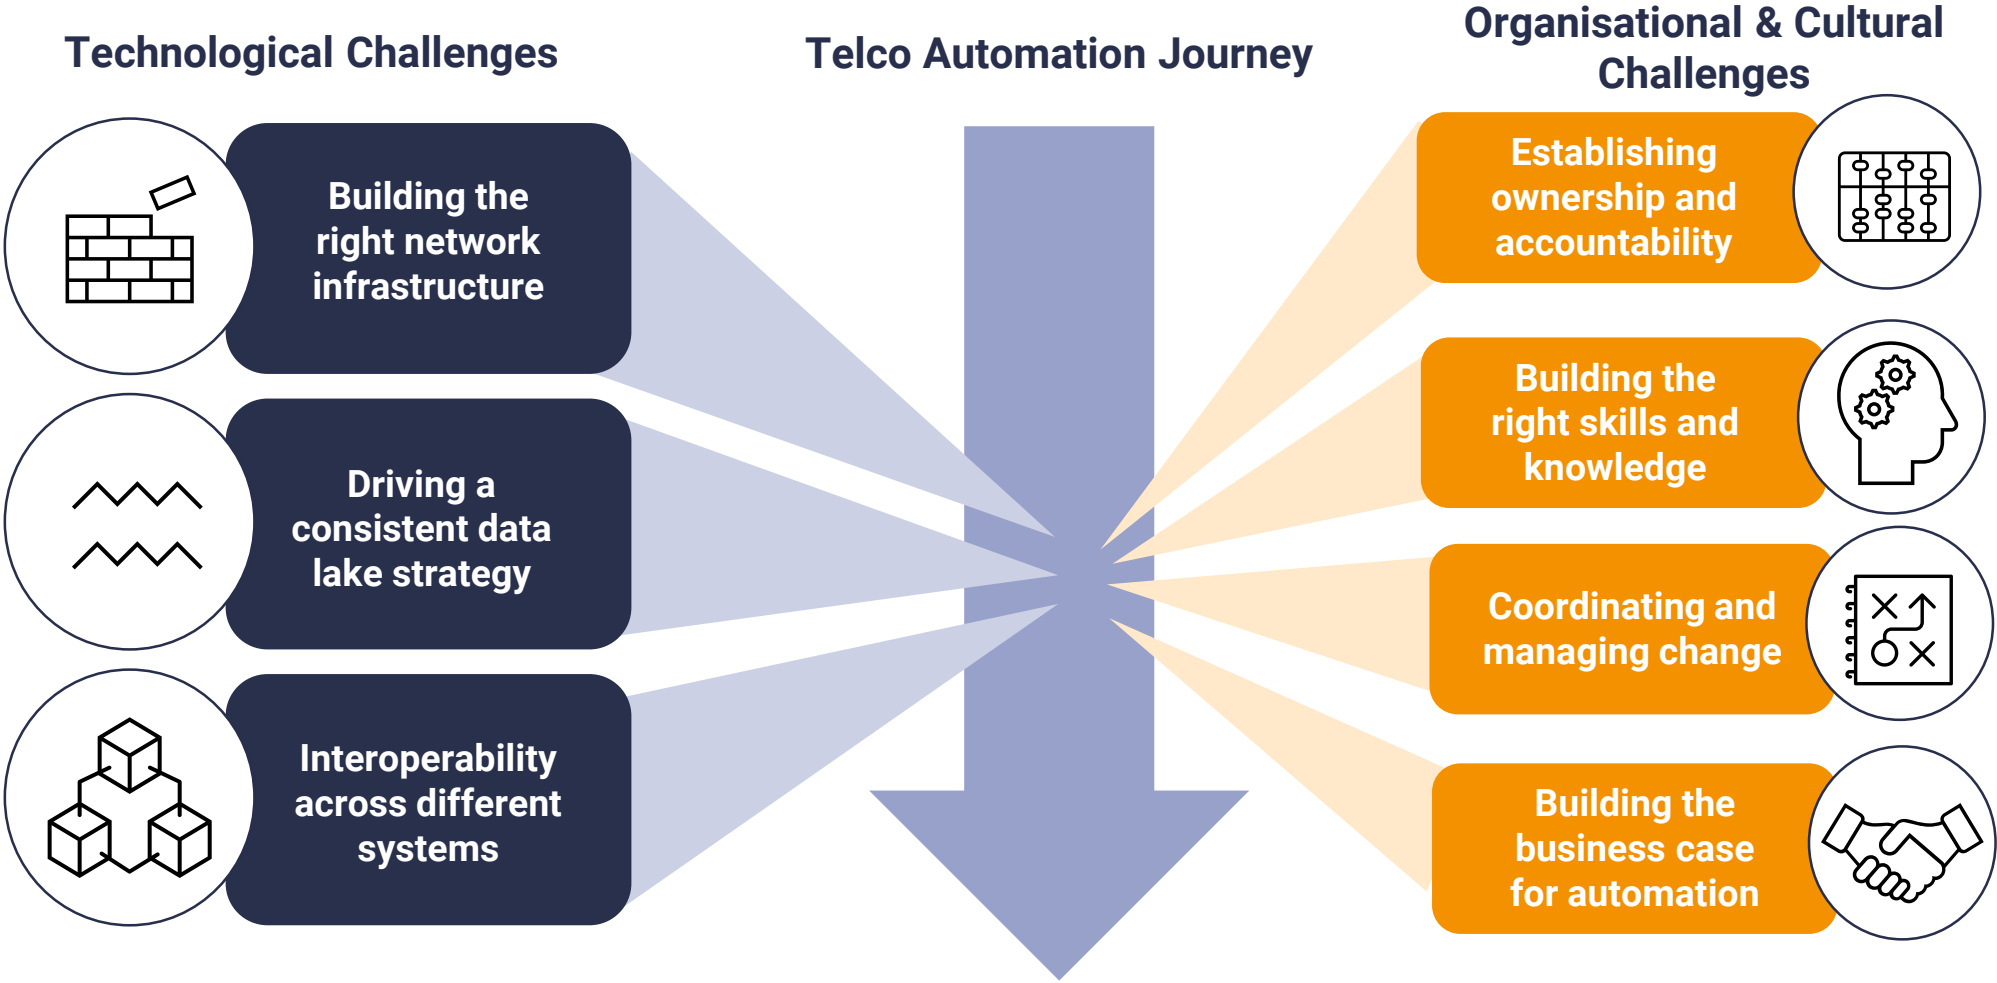 Technological Challenges
Building the
right network
infrastructure
Driving a
consistent data
lake strategy
Interoperability
across different
systems
Telco Automation Journey
Organisational & Cultural
Challenges
Establishing
ownership and
accountability
Building the
right skills and
knowledge
Coordinating and
managing change
Building the
business case
for automation